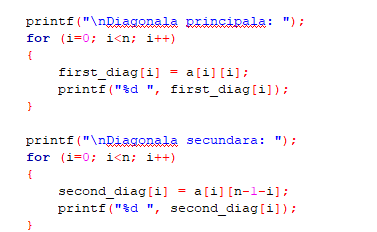 printf("\nDiagonala principala: ");
for (i=0; i<n; i++)
{
first_diag[i] = a[i][i];
printf("%d ", first_diag[i]);
}
printf("\nDiagonala secundara: ");
for (i=0; i<n; i++)
{
second_diag[i] = a[i][n-1-i];
printf("%d ", second_diag[i]);
}